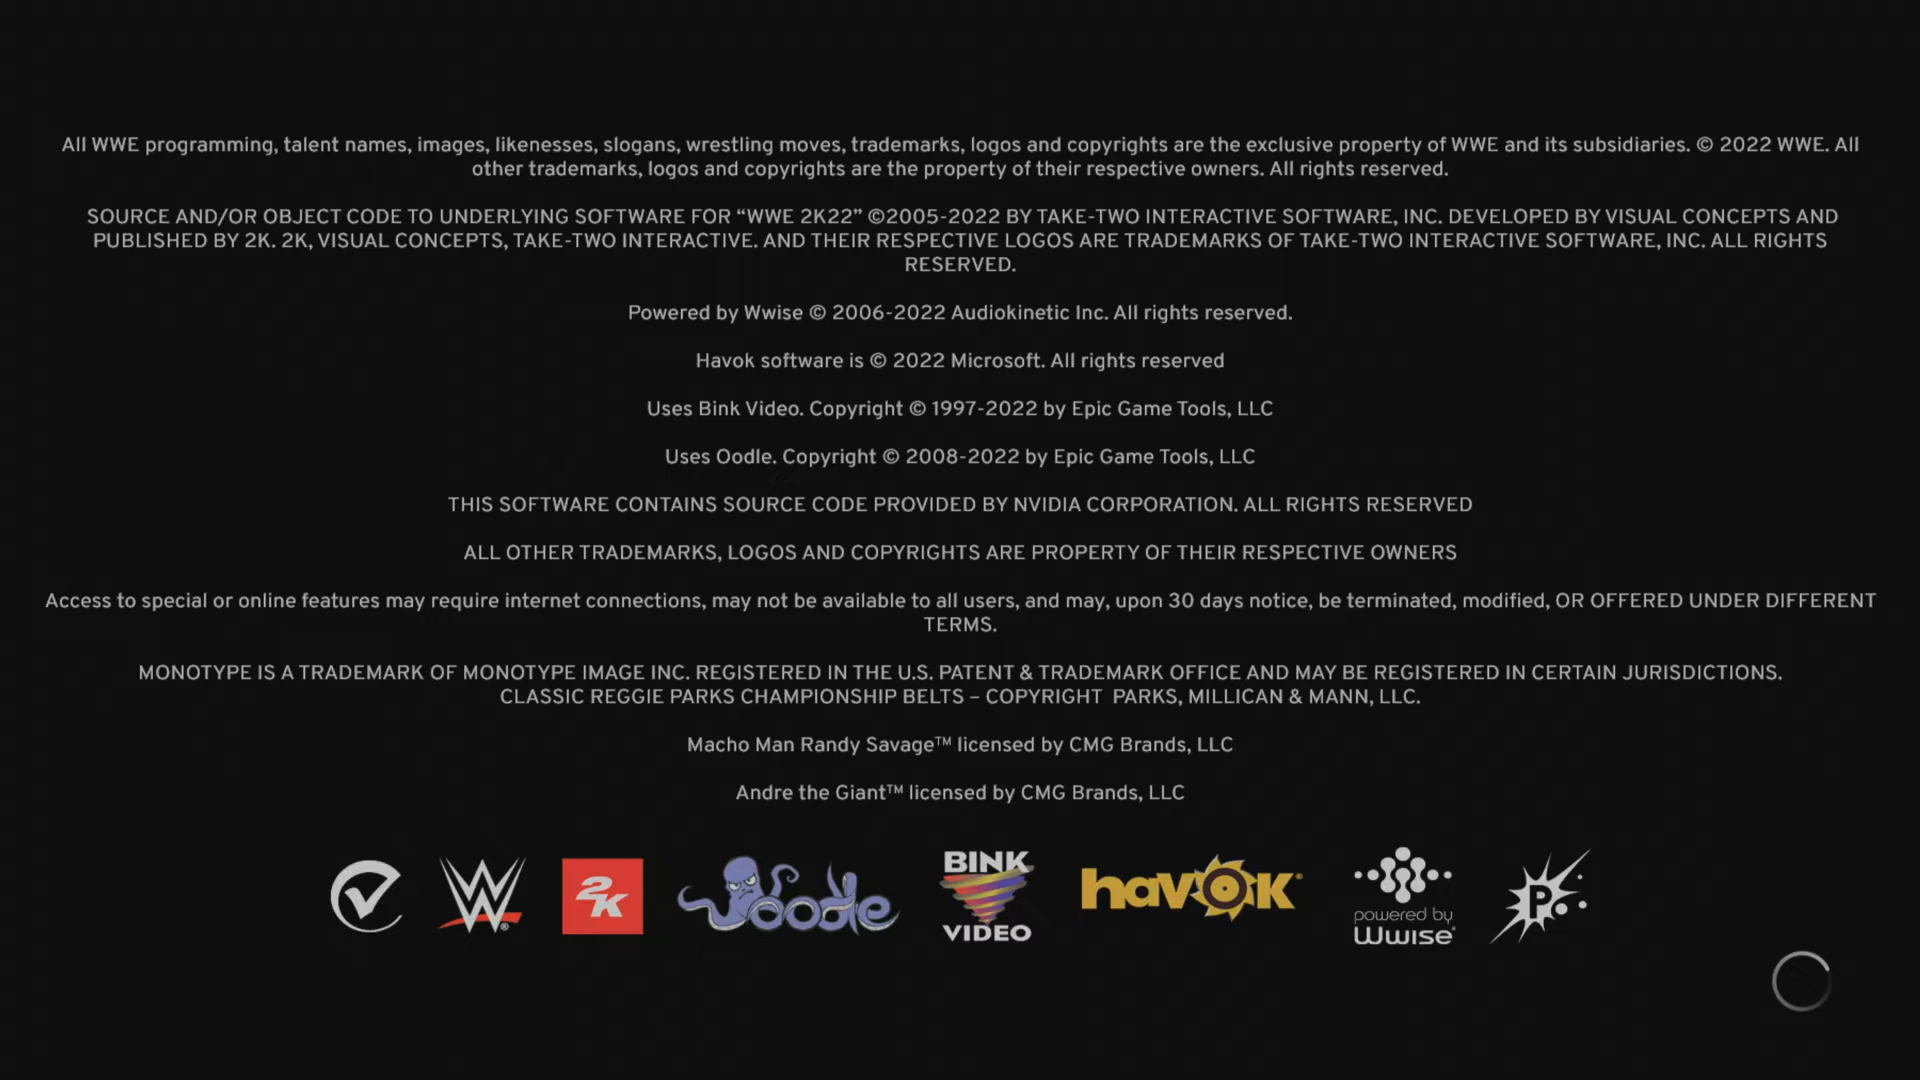 All WWE programming, talent names, images, likenesses, slogans, wrestling moves, trademarks, logos and copyrights are the exclusive property of WWE and its subsidiaries. © 2022 WWE. All
other trademarks, logos and copyrights are the property of their respective owners. All rights reserved.
SOURCE AND/OR OBJECT CODE TO UNDERLYING SOFTWARE FOR “WWE 2K22” ©2005-2022 BY TAKE-TWO INTERACTIVE SOFTWARE, INC. DEVELOPED BY VISUAL CONCEPTS AND
PUBLISHED BY 2K. 2K, VISUAL CONCEPTS, TAKE-TWO INTERACTIVE. AND THEIR RESPECTIVE LOGOS ARE TRADEMARKS OF TAKE-TWO INTERACTIVE SOFTWARE, INC. ALL RIGHTS
RESERVED.
Powered by Wwise © 2006-2022 Audiokinetic Inc. All rights reserved.
Havok software is © 2022 Microsoft. All rights reserved
Uses Bink Video. Copyright © 1997-2022 by Epic Game Tools, LLC
Uses Oodle. Copyright © 2008-2022 by Epic Game Tools, LLC
THIS SOFTWARE CONTAINS SOURCE CODE PROVIDED BY NVIDIA CORPORATION. ALL RIGHTS RESERVED
ALL OTHER TRADEMARKS, LOGOS AND COPYRIGHTS ARE PROPERTY OF THEIR RESPECTIVE OWNERS
Access to special or online features may require internet connections, may not be available to all users, and may, upon 30 days notice, be terminated, modified, OR OFFERED UNDER DIFFERENT
TERMS.
MONOTYPE IS A TRADEMARK OF MONOTYPE IMAGE INC. REGISTERED IN THE U.S. PATENT & TRADEMARK OFFICE AND MAY BE REGISTERED IN CERTAIN JURISDICTIONS.
CLASSIC REGGIE PARKS CHAMPIONSHIP BELTS – COPYRIGHT PARKS, MILLICAN & MANN, LLC.
Macho Man Randy Savage™ licensed by CMG Brands, LLC
Andre the Giant™ licensed by CMG Brands, LLC
W ®
2K
oodle
BINK
VIDEO
havok
powered by
wwise
P